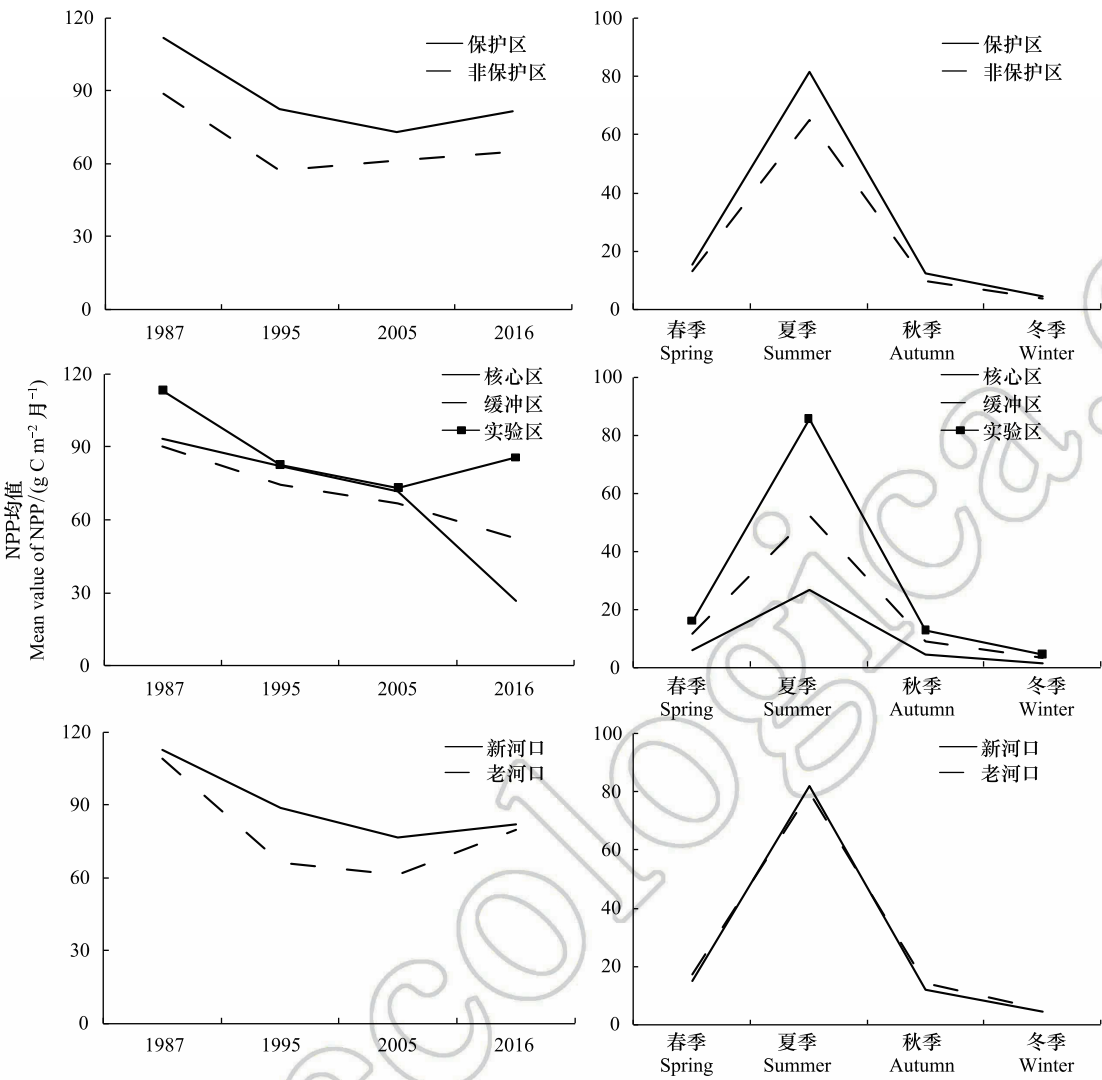 120
90
60
30
0
保护区
非保护区
1987 1995 2005 2016
100
80
60
40
20
0
保护区
非保护区
春季 夏季 秋季 冬季
Spring Summer Autumn Winter
NPP均值
Mean value of NPP/(g C m⁻² 月⁻¹)
120
90
60
30
0
核心区
缓冲区
实验区
1987 1995 2005 2016
100
80
60
40
20
0
核心区
缓冲区
实验区
春季 夏季 秋季 冬季
Spring Summer Autumn Winter
120
90
60
30
0
新河口
老河口
1987 1995 2005 2016
100
80
60
40
20
0
新河口
老河口
春季 夏季 秋季 冬季
Spring Summer Autumn Winter
ecologica.